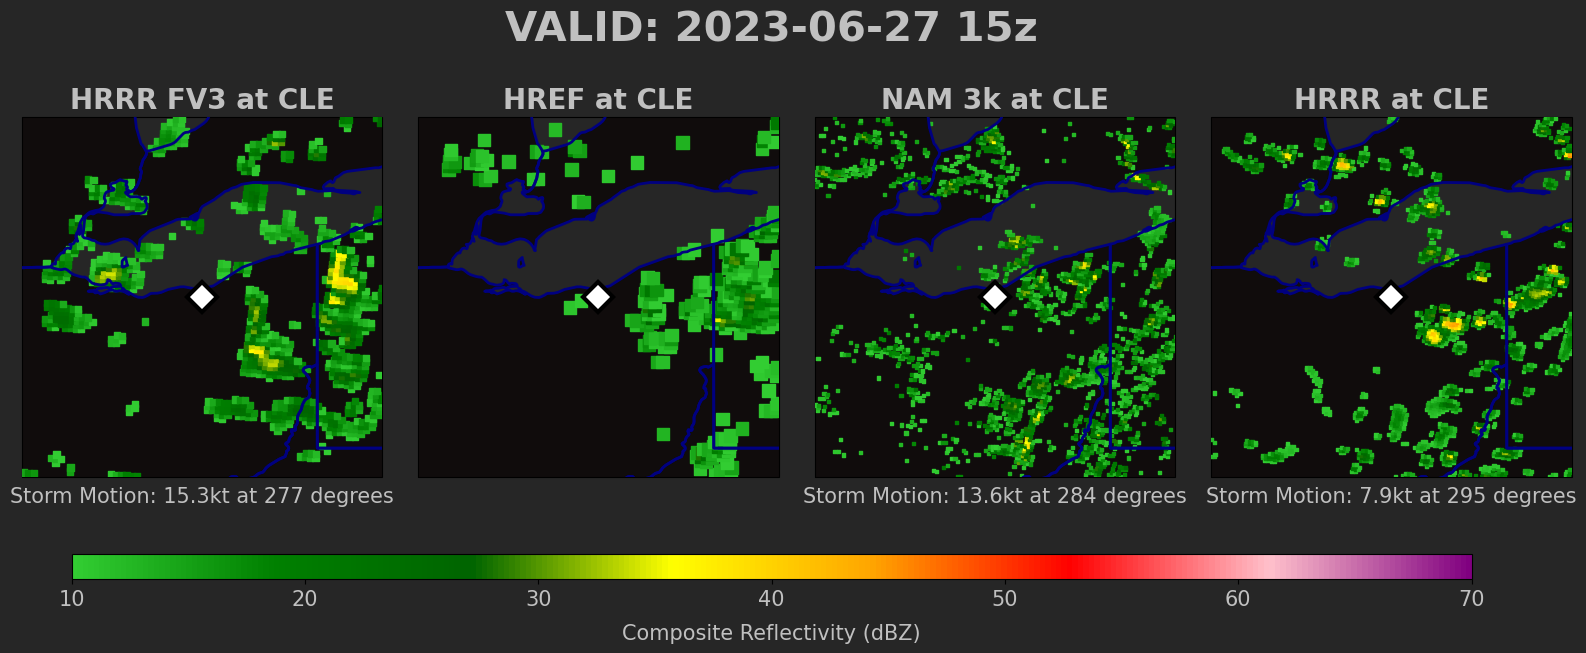 VALID: 2023-06-27 15z
HRRR FV3 at CLE
HREF at CLE
NAM 3k at CLE
HRRR at CLE
Storm Motion: 15.3kt at 277 degrees
Storm Motion: 13.6kt at 284 degrees
Storm Motion: 7.9kt at 295 degrees
10 20 30 40 50 60 70
Composite Reflectivity (dBZ)